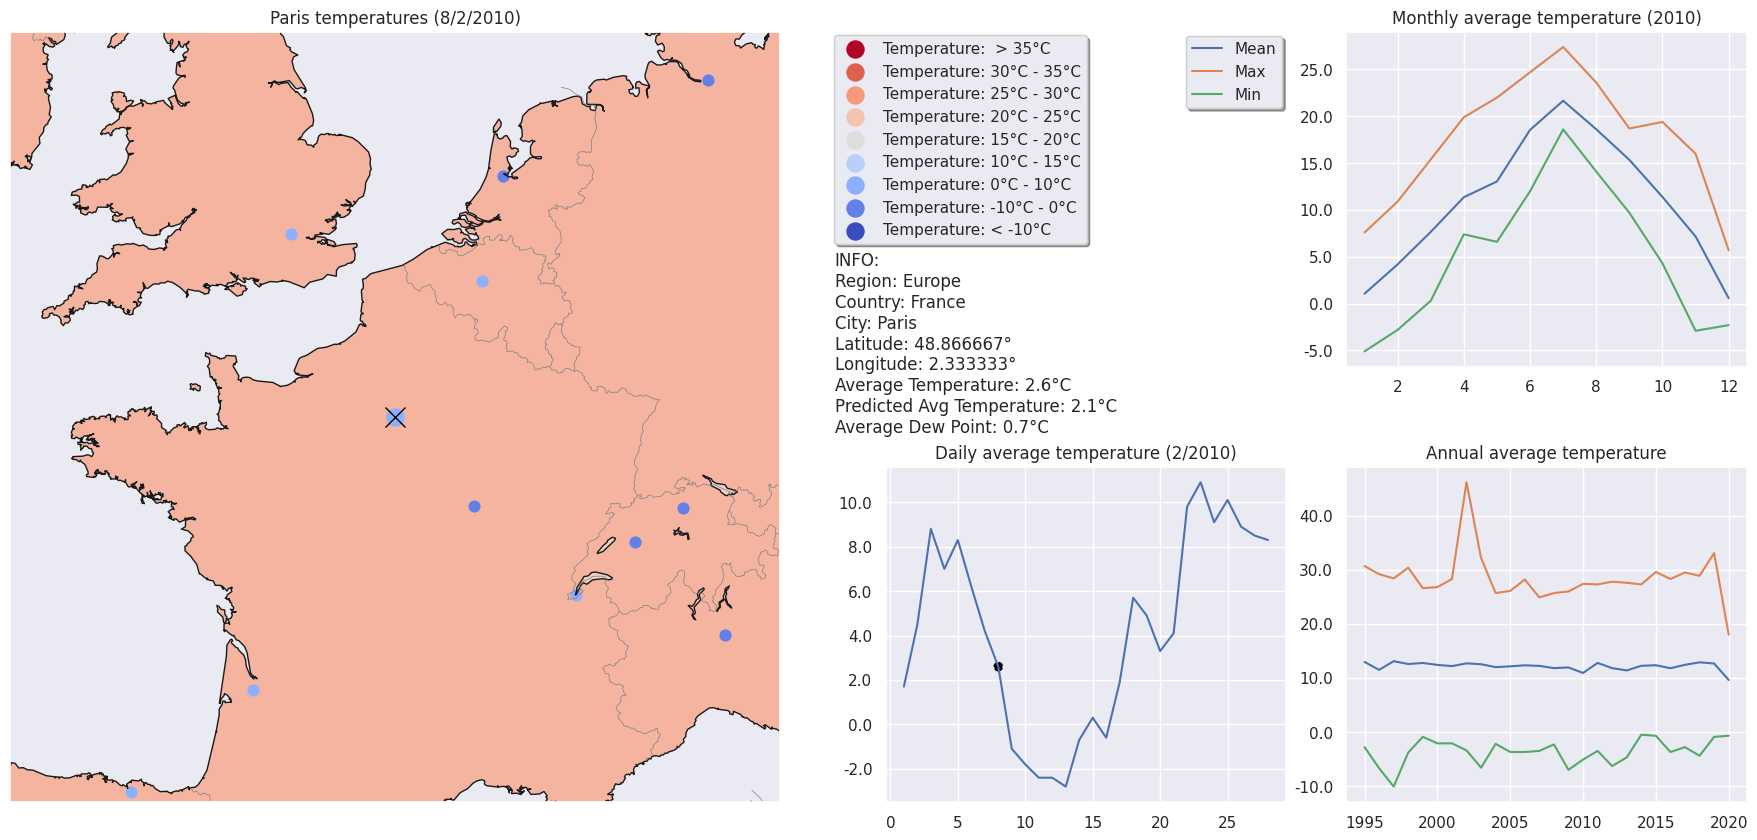 Paris temperatures (8/2/2010)
Temperature:  > 35°C
Temperature: 30°C - 35°C
Temperature: 25°C - 30°C
Temperature: 20°C - 25°C
Temperature: 15°C - 20°C
Temperature: 10°C - 15°C
Temperature: 0°C - 10°C
Temperature: -10°C - 0°C
Temperature: < -10°C
INFO:
Region: Europe
Country: France
City: Paris
Latitude: 48.866667°
Longitude: 2.333333°
Average Temperature: 2.6°C
Predicted Avg Temperature: 2.1°C
Average Dew Point: 0.7°C
Mean
Max
Min
Monthly average temperature (2010)
25.0
20.0
15.0
10.0
5.0
0.0
-5.0
2 4 6 8 10 12
Daily average temperature (2/2010)
10.0
8.0
6.0
4.0
2.0
0.0
-2.0
0 5 10 15 20 25
Annual average temperature
40.0
30.0
20.0
10.0
0.0
-10.0
1995 2000 2005 2010 2015 2020